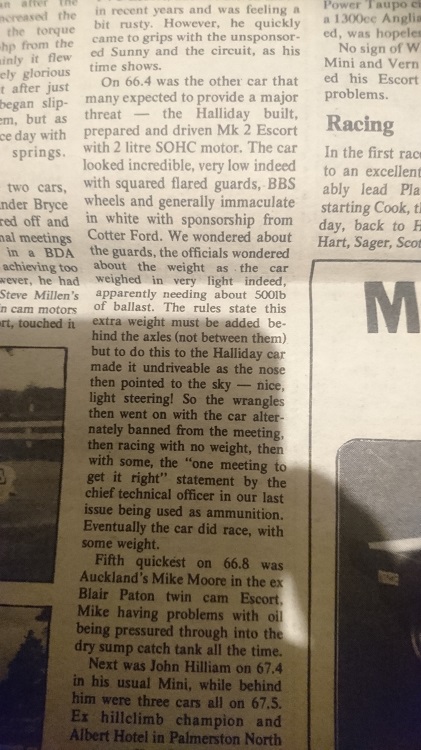 an after the
increased the
the torque
hp from the
inly it flew
ely glorious
t after just
began slip-
em, but as
ce day with
springs.
two cars,
nder Bryce
red off and
nal meetings
in a BDA
achieving too
wever, he had
Steve Millen's
n cam motors
rt, touched it
in recent years and was feeling a
bit rusty. However, he quickly
came to grips with the unsponsor-
ed Sunny and the circuit, as his
time shows.
On 66.4 was the other car that
many expected to provide a major
threat — the Halliday built,
prepared and driven Mk 2 Escort
with 2 litre SOHC motor. The car
looked incredible, very low indeed
with squared flared guards, BBS
wheels and generally immaculate
in white with sponsorship from
Cotter Ford. We wondered about
the guards, the officials wondered
about the weight as the car
weighed in very light indeed,
apparently needing about 500lb
of ballast. The rules state this
extra weight must be added be-
hind the axles (not between them)
but to do this to the Halliday car
made it undriveable as the nose
then pointed to the sky — nice,
light steering! So the wrangles
then went on with the car alter-
nately banned from the meeting,
then racing with no weight, then
with some, the "one meeting to
get it right" statement by the
chief technical officer in our last
issue being used as ammunition.
Eventually the car did race, with
some weight.
Fifth quickest on 66.8 was
Auckland's Mike Moore in the ex
Blair Paton twin cam Escort,
Mike having problems with oil
being pressured through into the
dry sump catch tank all the time.
Next was John Hilliam on 67.4
in his usual Mini, while behind
him were three cars all on 67.5.
Ex hillclimb champion and
Albert Hotel in Palmerston North
Power Taupo c
a 1300cc Anglia
ed, was hopele
No sign of W
Mini and Vern
ed his Escort
problems.
Racing
In the first rac
to an excellent
ably lead Pla
starting Cook, t
day, back to H
Hart, Sager, Scot
M